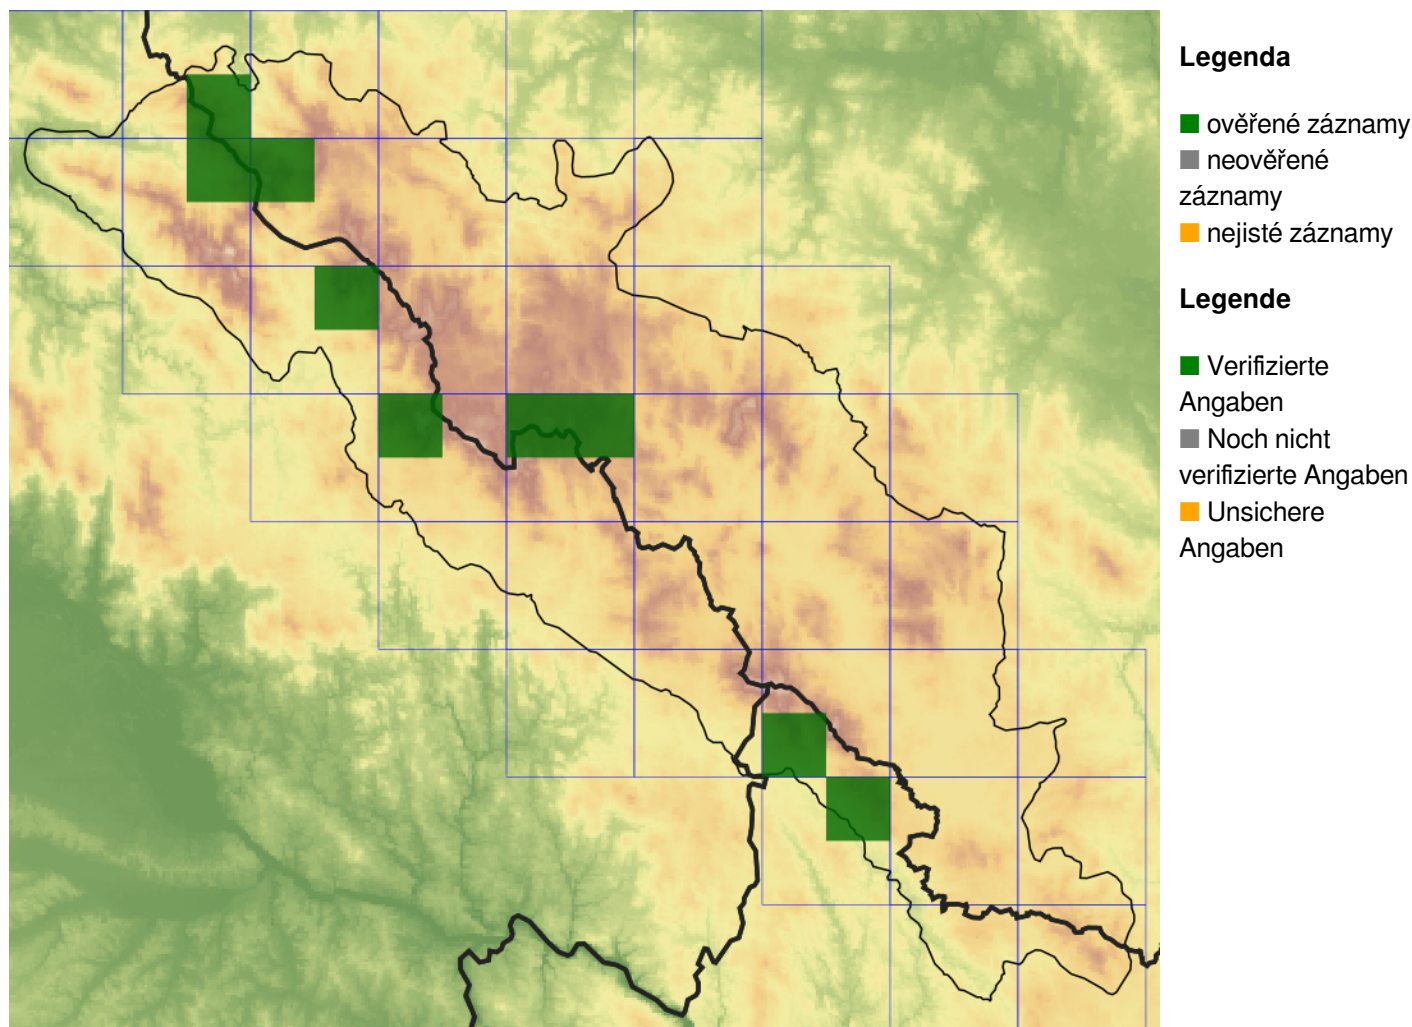 Legenda
ověřené záznamy
neověřené
záznamy
nejisté záznamy
Legende
Verifizierte
Angaben
Noch nicht
verifizierte Angaben
Unsichere
Angaben